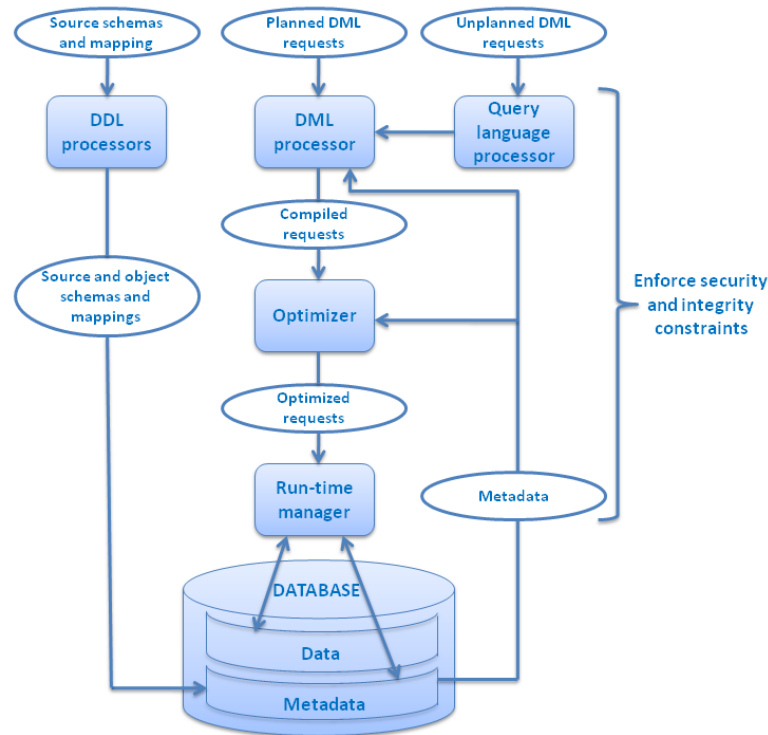 Source schemas
and mapping
Planned DML
requests
Unplanned DML
requests
DDL
processors
DML
processor
Query
language
processor
Compiled
requests
Source and object
schemas and
mappings
Optimizer
Enforce security
and integrity
constraints
Optimized
requests
Run-time
manager
Metadata
DATABASE
Data
Metadata